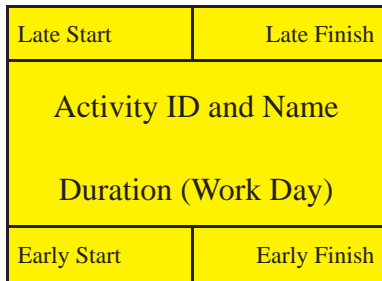 Late Start
Late Finish
Activity ID and Name
Duration (Work Day)
Early Start
Early Finish